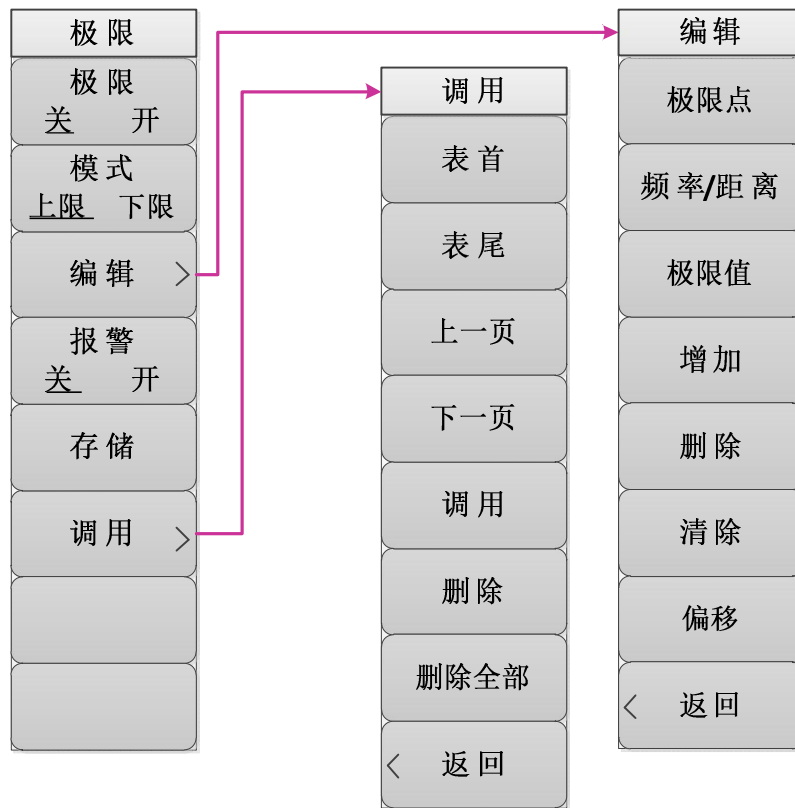 极限
极限
关 开
模式
上限 下限
编辑
报警
关 开
存储
调用
调用
表首
表尾
上一页
下一页
调用
删除
删除全部
返回
编辑
极限点
频率/距离
极限值
增加
删除
清除
偏移
返回